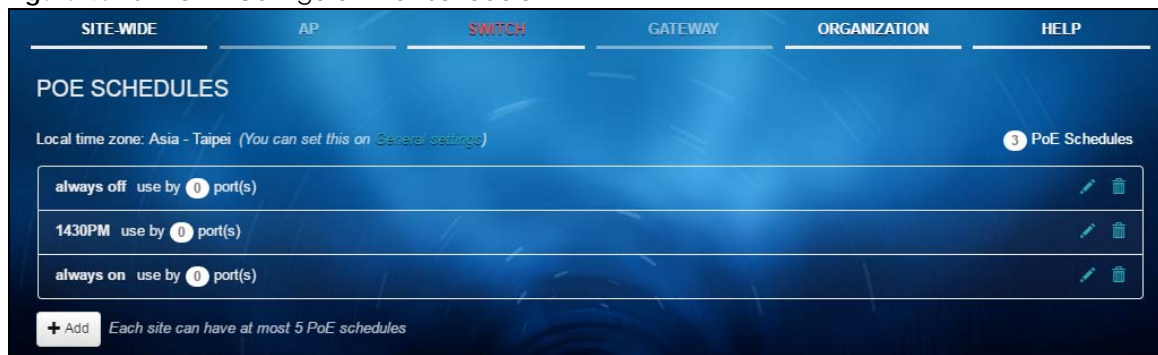 SITE-WIDE AP SWITCH GATEWAY ORGANIZATION HELP
POE SCHEDULES
Local time zone: Asia - Taipei (You can set this on General settings) 3 PoE Schedules
always off use by 0 port(s)
1430PM use by 0 port(s)
always on use by 0 port(s)
+ Add Each site can have at most 5 PoE schedules